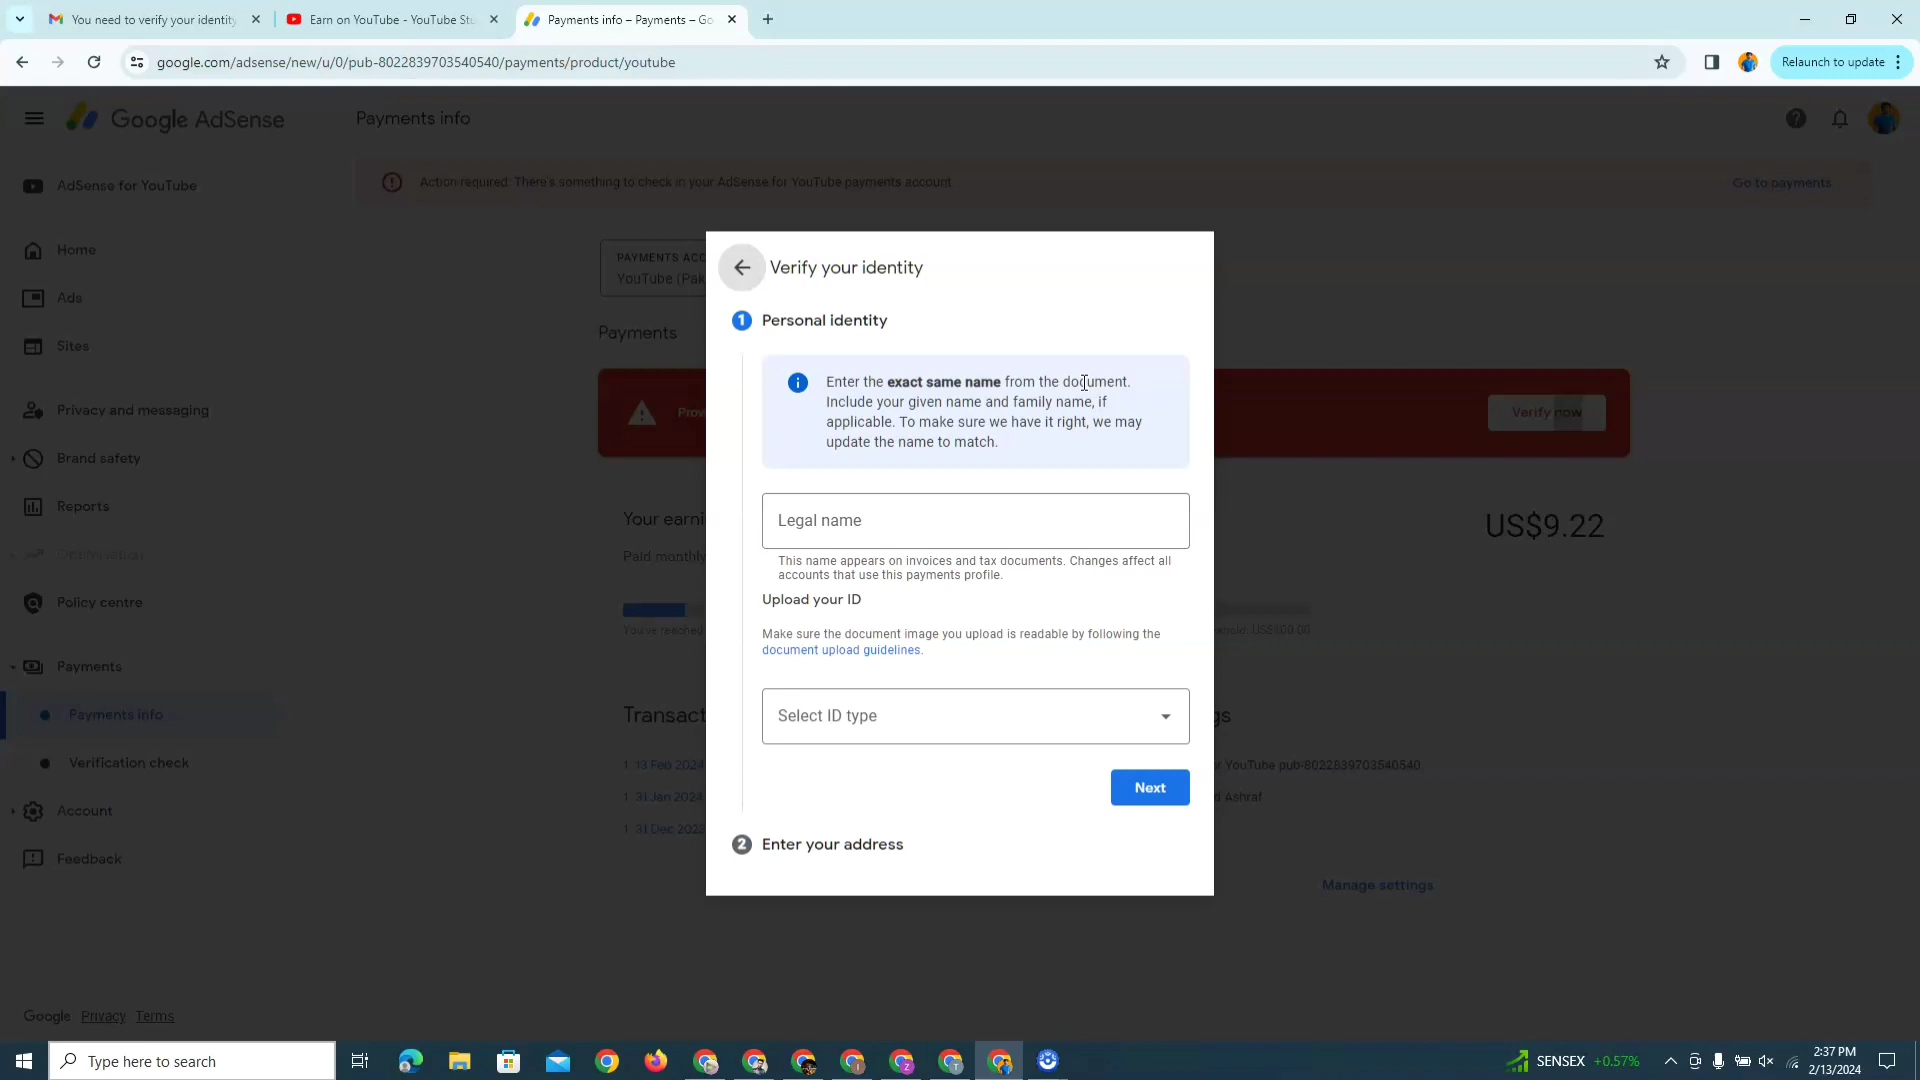 You need to verify your identity
Earn on YouTube - YouTube Stu
Payments info – Payments – Go
google.com/adsense/new/u/0/pub-8022839703540540/payments/product/youtube
Relaunch to update
Google AdSense
Payments info
AdSense for YouTube
Action required: There's something to check in your AdSense for YouTube payments account
Go to payments
Home
Ads
Sites
Privacy and messaging
Brand safety
Reports
Optimisation
Policy centre
Payments
Payments info
Verification check
Account
Feedback
Google Privacy Terms
PAYMENTS ACC
YouTube (Pak
Payments
Prov
Verify now
Your earni
US$9.22
Paid monthly
You've reached
US$100.00
Transact
gs
1–13 Feb 2024
YouTube pub-8022839703540540
1–31 Jan 2024
Ashraf
1–31 Dec 2023
Manage settings
Verify your identity
1 Personal identity
Enter the exact same name from the document.
Include your given name and family name, if
applicable. To make sure we have it right, we may
update the name to match.
Legal name
This name appears on invoices and tax documents. Changes affect all
accounts that use this payments profile.
Upload your ID
Make sure the document image you upload is readable by following the
document upload guidelines.
Select ID type
Next
2 Enter your address
Type here to search
SENSEX +0.57%
2:37 PM
2/13/2024